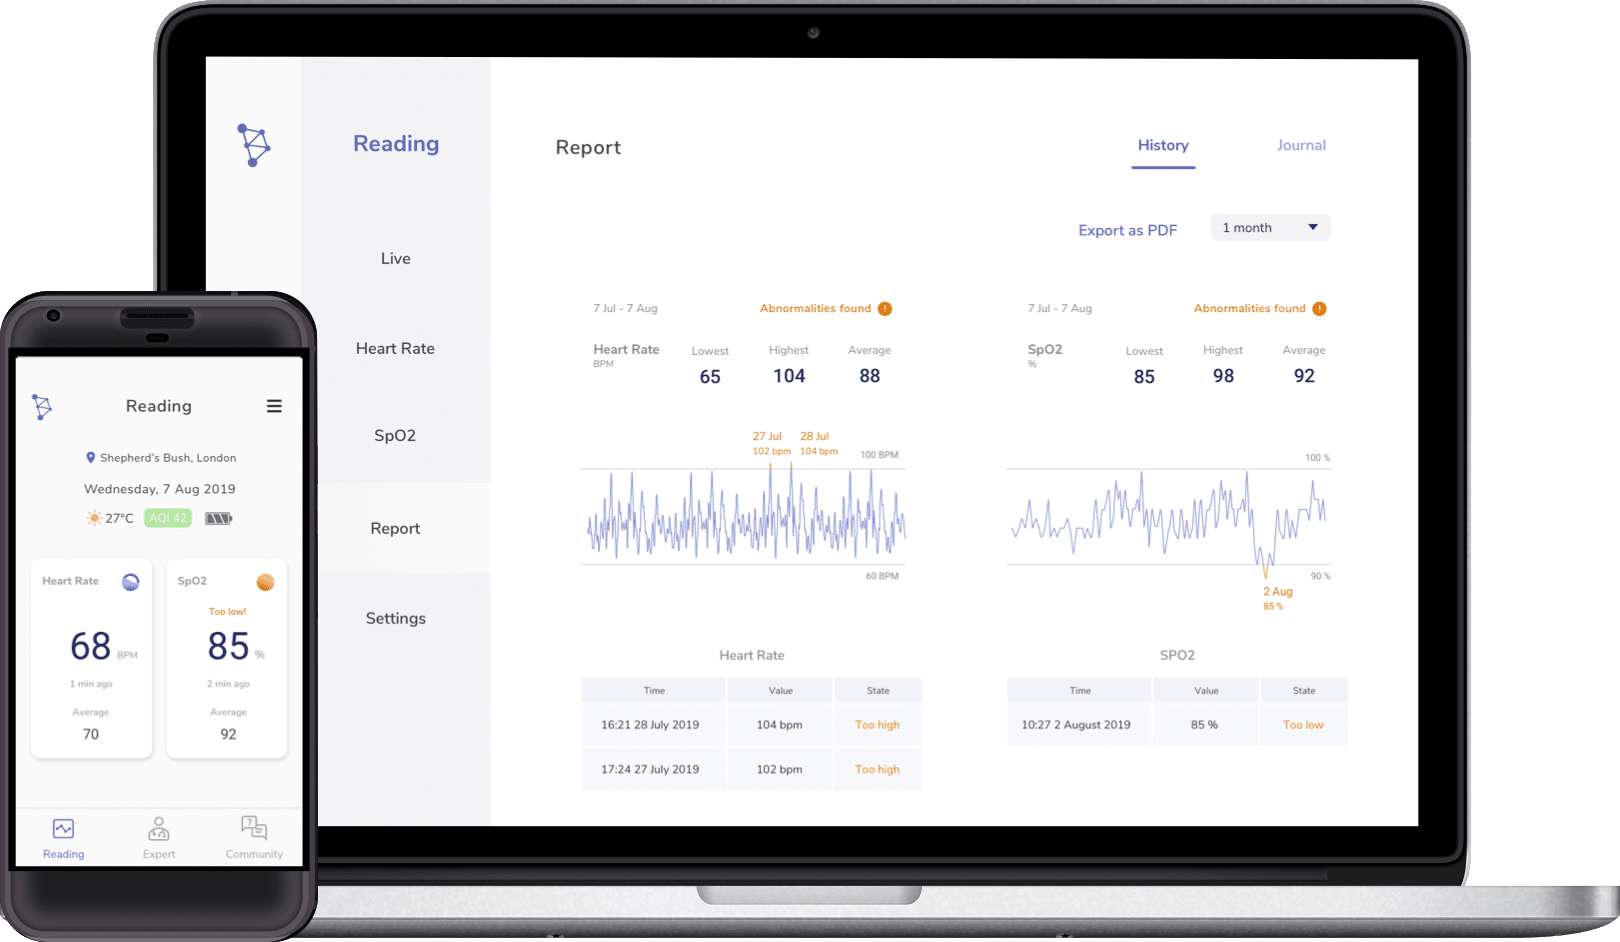 Reading
Live
Heart Rate
SpO2
Report
Settings
Report
History
Journal
Export as PDF
1 month
7 Jul - 7 Aug
Abnormalities found !
Heart Rate
BPM
Lowest
65
Highest
104
Average
88
27 Jul
102 bpm
28 Jul
104 bpm
100 BPM
60 BPM
Heart Rate
Time Value State
16:21 28 July 2019 104 bpm Too high
17:24 27 July 2019 102 bpm Too high
7 Jul - 7 Aug
Abnormalities found !
SpO2
%
Lowest
85
Highest
98
Average
92
100 %
90 %
2 Aug
85 %
SPO2
Time Value State
10:27 2 August 2019 85 % Too low
Reading
Shepherd's Bush, London
Wednesday, 7 Aug 2019
27°C AQI 42
Heart Rate
68 BPM
1 min ago
Average
70
SpO2
Too low!
85 %
2 min ago
Average
92
Reading
Expert
?
Community